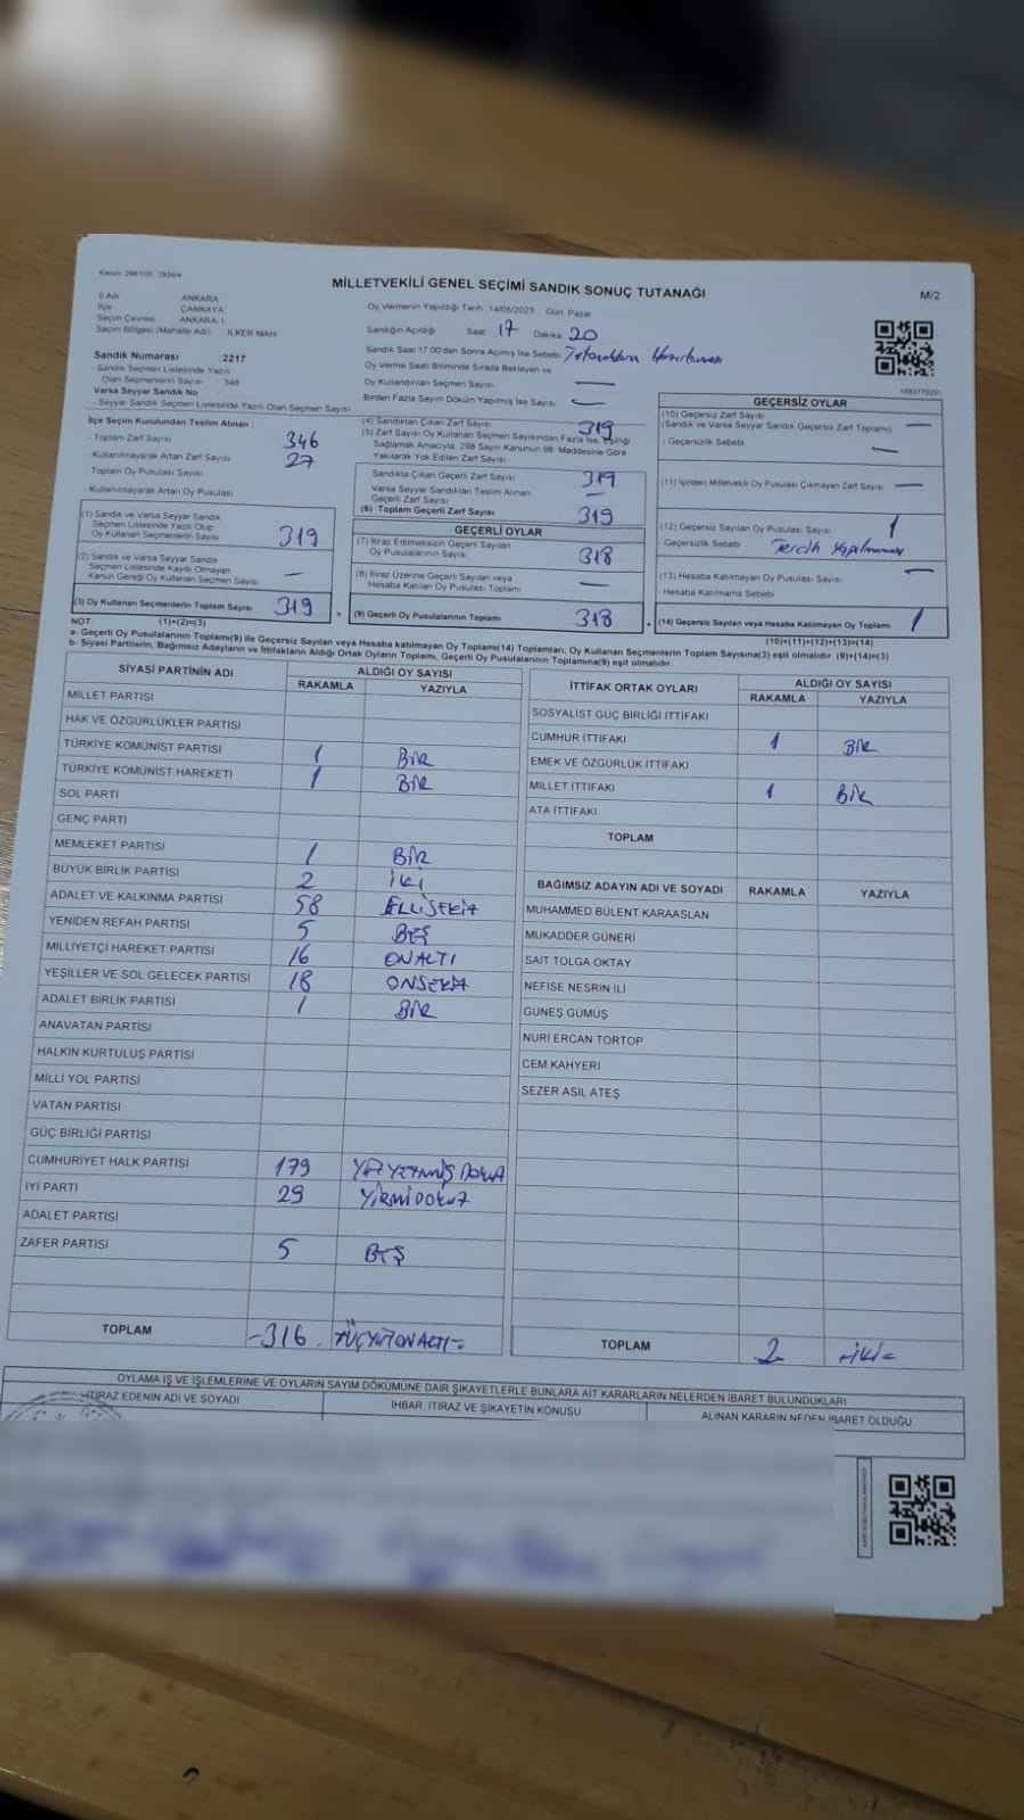 MİLLETVEKİLİ GENEL SEÇİMİ SANDIK SONUÇ TUTANAĞI
M/2
İl Adı ANKARA
İlçe ÇANKAYA
Seçim Çevresi ANKARA 1
Seçim Bölgesi (Mahalle Adı) İLKER MAH
Oy Vermenin Yapıldığı Tarih 14/05/2023 Gün Pazar
Sandığın Açıldığı Saat 17 Dakika 20
Sandık Saat 17:00'den Sonra Açılmış İse Sebebi
Oy Verme Saati Bitiminde Sırada Bekleyen ve
Oy Kullandırılan Seçmen Sayısı —
Birden Fazla Sayım Döküm Yapılmış İse Sayısı —
Sandık Numarası 2217
Sandık Seçmen Listesinde Yazılı
Olan Seçmenlerin Sayısı
Varsa Seyyar Sandık No
Seyyar Sandık Seçmen Listesinde Yazılı Olan Seçmen Sayısı
İlçe Seçim Kurulundan Teslim Alınan :
Toplam Zarf Sayısı 346
Kullanılmayarak Artan Zarf Sayısı 27
Toplam Oy Pusulası Sayısı
Kullanılmayarak Artan Oy Pusulası
(1) Sandık ve Varsa Seyyar Sandık
Seçmen Listesinde Yazılı Olup
Oy Kullanan Seçmenlerin Sayısı 319
(2) Sandık ve Varsa Seyyar Sandık
Seçmen Listesinde Kayıtlı Olmayan
Kanun Gereği Oy Kullanan Seçmen Sayısı —
(3) Oy Kullanan Seçmenlerin Toplam Sayısı 319
(1)+(2)=(3)
(4) Sandıktan Çıkan Zarf Sayısı 319
(5) Zarf Sayısı Oy Kullanan Seçmen Sayısından Fazla İse, Eşitliği
Sağlamak Amacıyla, 298 Sayılı Kanunun 98. Maddesine Göre
Yakılarak Yok Edilen Zarf Sayısı
Sandıkta Çıkan Geçerli Zarf Sayısı 319
Varsa Seyyar Sandıktan Teslim Alınan
Geçerli Zarf Sayısı —
(6) Toplam Geçerli Zarf Sayısı 319
GEÇERLİ OYLAR
(7) İtiraz Edilmeksizin Geçerli Sayılan
Oy Pusulalarının Sayısı 318
(8) İtiraz Üzerine Geçerli Sayılan veya
Hesaba Katılan Oy Pusulaları Toplamı —
(9) Geçerli Oy Pusulalarının Toplamı 318
GEÇERSİZ OYLAR
(10) Geçersiz Zarf Sayısı
(Sandık ve Varsa Seyyar Sandık Geçersiz Zarf Toplamı) —
Geçersizlik Sebebi —
(11) İçinden Milletvekili Oy Pusulası Çıkmayan Zarf Sayısı —
(12) Geçersiz Sayılan Oy Pusulası Sayısı 1
Geçersizlik Sebebi Tercih Yapılmaması
(13) Hesaba Katılmayan Oy Pusulası Sayısı —
Hesaba Katılmama Sebebi
(14) Geçersiz Sayılan veya Hesaba Katılmayan Oy Toplamı 1
(10)+(11)+(12)+(13)=(14)
NOT
a- Geçerli Oy Pusulalarının Toplamı(9) ile Geçersiz Sayılan veya Hesaba katılmayan Oy Toplamı(14) Toplamları, Oy Kullanan Seçmenlerin Toplam Sayısına(3) eşit olmalıdır. (9)+(14)=(3)
b- Siyasi Partilerin, Bağımsız Adayların ve İttifakların Aldığı Ortak Oyların Toplamı, Geçerli Oy Pusulalarının Toplamına(9) eşit olmalıdır.
SİYASİ PARTİNİN ADI ALDIĞI OY SAYISI
RAKAMLA YAZIYLA
MİLLET PARTİSİ
HAK VE ÖZGÜRLÜKLER PARTİSİ
TÜRKİYE KOMÜNİST PARTİSİ 1 BİR
TÜRKİYE KOMÜNİST HAREKETİ 1 BİR
SOL PARTİ
GENÇ PARTİ
MEMLEKET PARTİSİ 1 BİR
BÜYÜK BİRLİK PARTİSİ 2 İKİ
ADALET VE KALKINMA PARTİSİ 58 ELLİSEKİZ
YENİDEN REFAH PARTİSİ 5 BEŞ
MİLLİYETÇİ HAREKET PARTİSİ 16 ONALTI
YEŞİLLER VE SOL GELECEK PARTİSİ 18 ONSEKİZ
ADALET BİRLİK PARTİSİ 1 BİR
ANAVATAN PARTİSİ
HALKIN KURTULUŞ PARTİSİ
MİLLİ YOL PARTİSİ
VATAN PARTİSİ
GÜÇ BİRLİĞİ PARTİSİ
CUMHURİYET HALK PARTİSİ 179 YÜZ YETMİŞ DOKUZ
İYİ PARTİ 29 YİRMİDOKUZ
ADALET PARTİSİ
ZAFER PARTİSİ 5 BEŞ
TOPLAM -316. ÜÇYÜZONALTI-
İTTİFAK ORTAK OYLARI ALDIĞI OY SAYISI
RAKAMLA YAZIYLA
SOSYALİST GÜÇ BİRLİĞİ İTTİFAKI
CUMHUR İTTİFAKI 1 BİR
EMEK VE ÖZGÜRLÜK İTTİFAKI
MİLLET İTTİFAKI 1 BİR
ATA İTTİFAKI
TOPLAM
BAĞIMSIZ ADAYIN ADI VE SOYADI RAKAMLA YAZIYLA
MUHAMMED BÜLENT KARAASLAN
MUKADDER GÜNERİ
SAİT TOLGA OKTAY
NEFİSE NESRİN İLİ
GÜNEŞ GÜMÜŞ
NURİ ERCAN TORTOP
CEM KAHYERİ
SEZER ASİL ATEŞ
TOPLAM 2 -İKİ-
OYLAMA İŞ VE İŞLEMLERİNE VE OYLARIN SAYIM DÖKÜMÜNE DAİR ŞİKAYETLERLE BUNLARA AİT KARARLARIN NELERDEN İBARET BULUNDUKLARI
İTİRAZ EDENİN ADI VE SOYADI İHBAR, İTİRAZ VE ŞİKAYETİN KONUSU ALINAN KARARIN NEDEN İBARET OLDUĞU